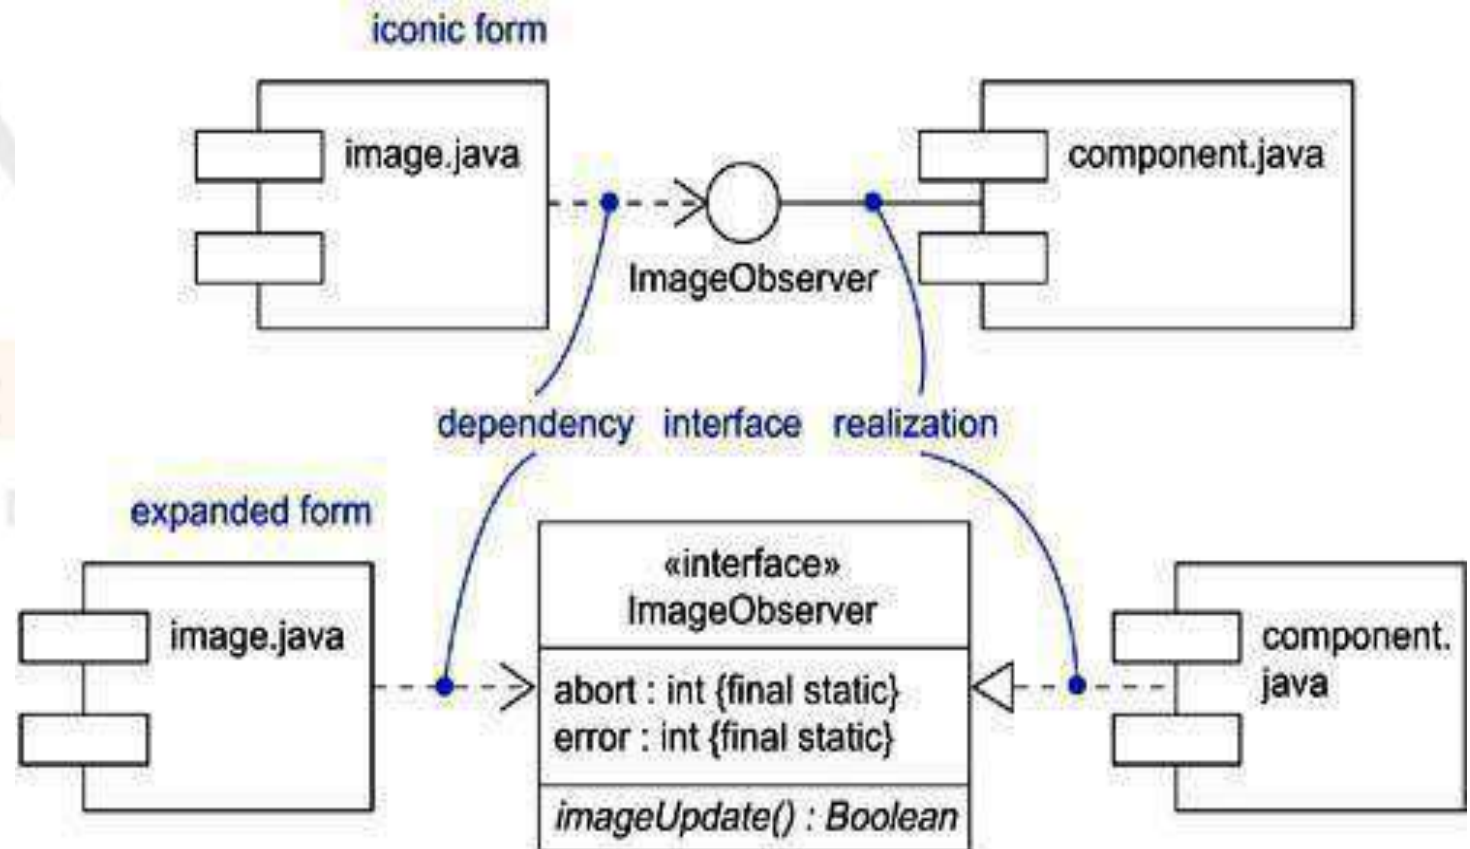 iconic form
image.java
component.java
ImageObserver
dependency interface realization
expanded form
«interface»
ImageObserver
image.java
component.
java
abort : int {final static}
error : int {final static}
imageUpdate() : Boolean